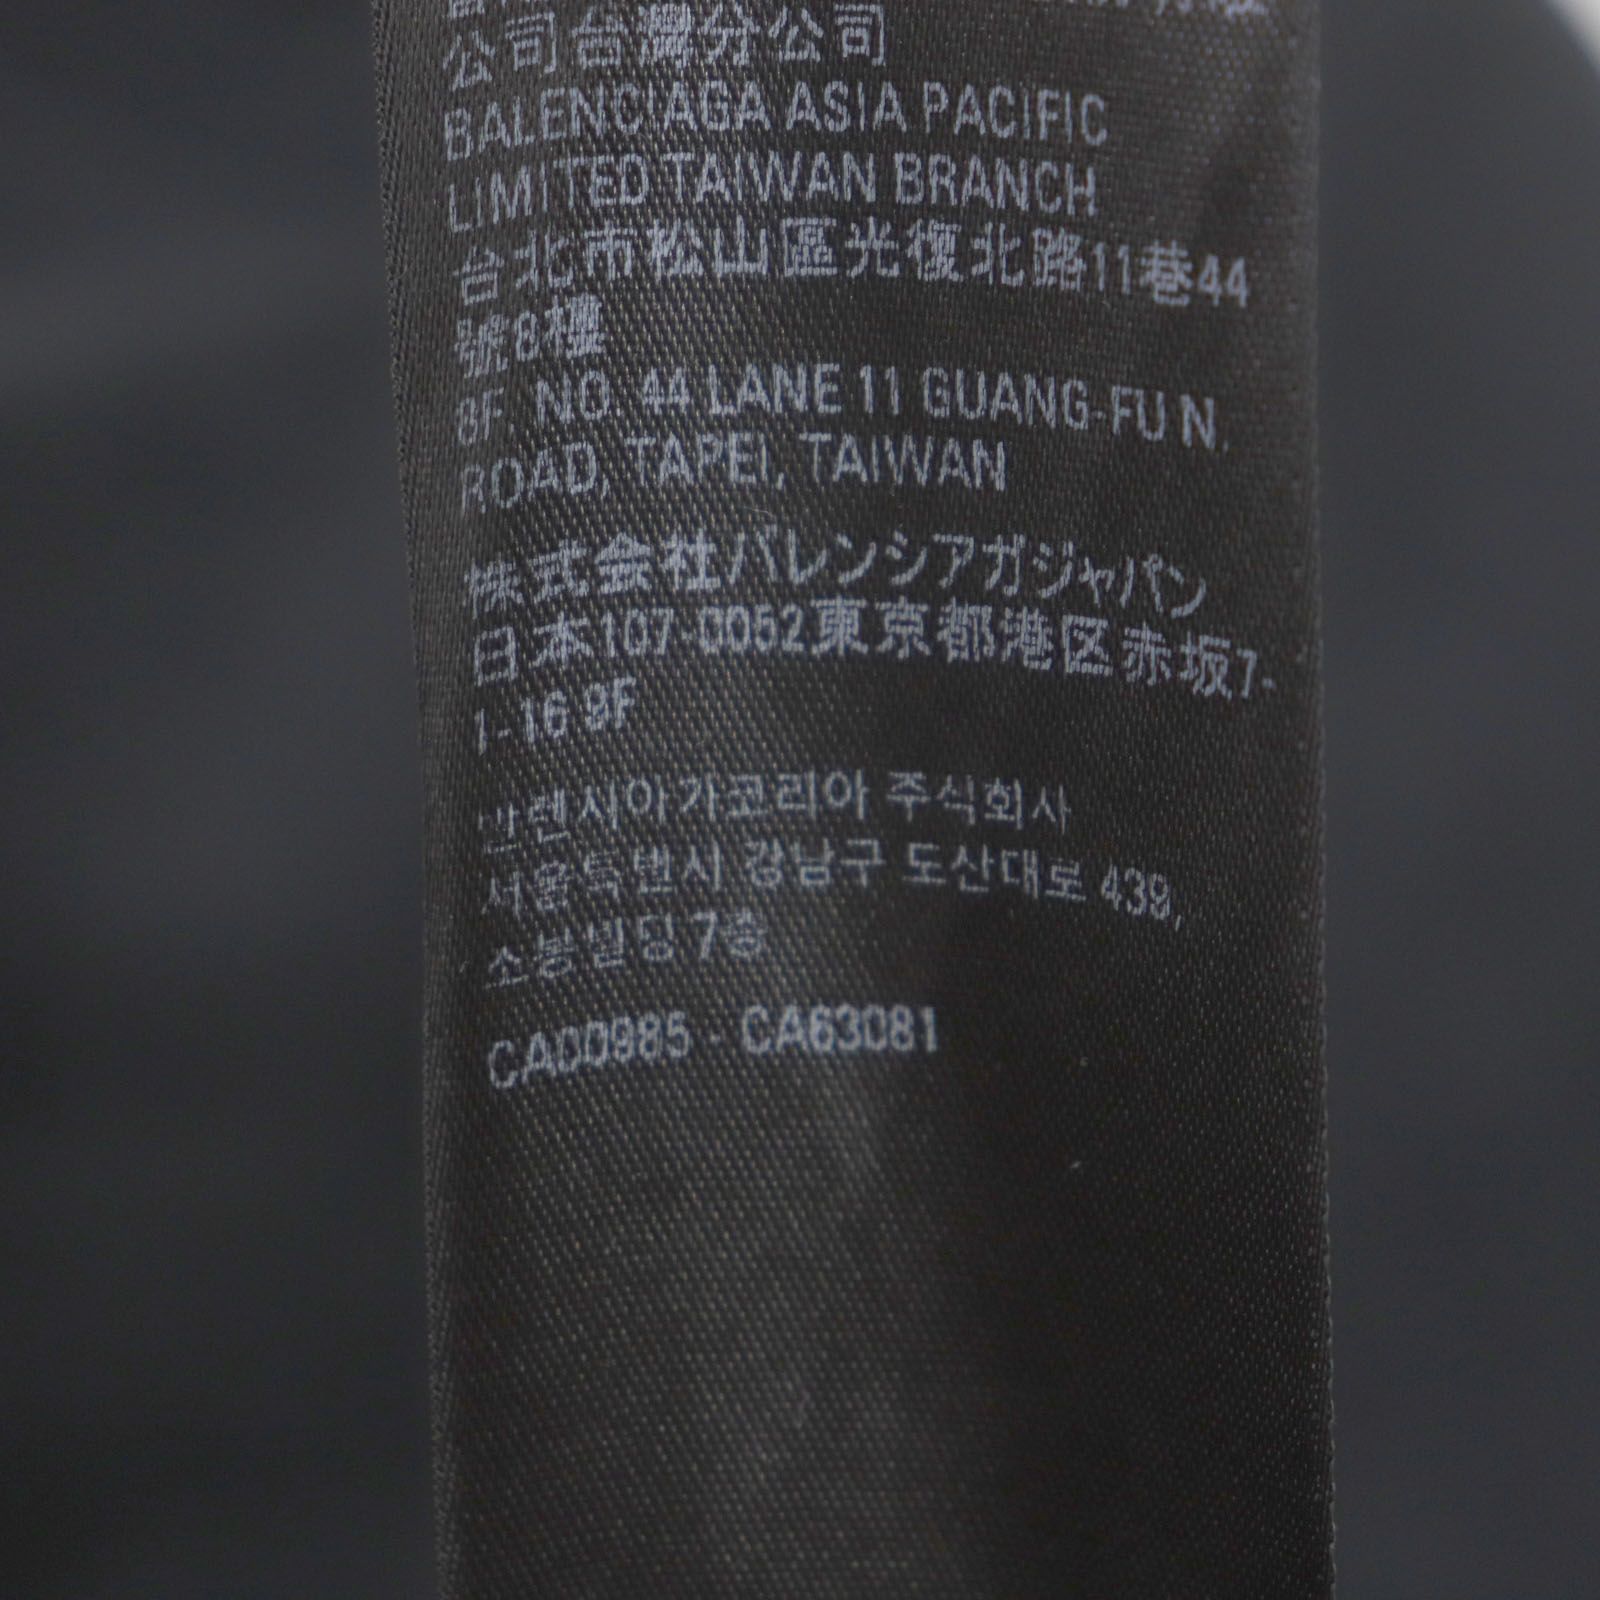 公司台灣分公司
BALENCIAGA ASIA PACIFIC
LIMITED TAIWAN BRANCH
台北市松山區光復北路11巷44
號8樓
8F. NO. 44 LANE 11 GUANG-FU N.
ROAD, TAPEI, TAIWAN
株式会社バレンシアガジャパン
日本107-0052東京都港区赤坂7-
1-16 9F
발렌시아가코리아 주식회사
서울특별시 강남구 도산대로 439,
소봉빌딩 7층
CA00985 - CA63081